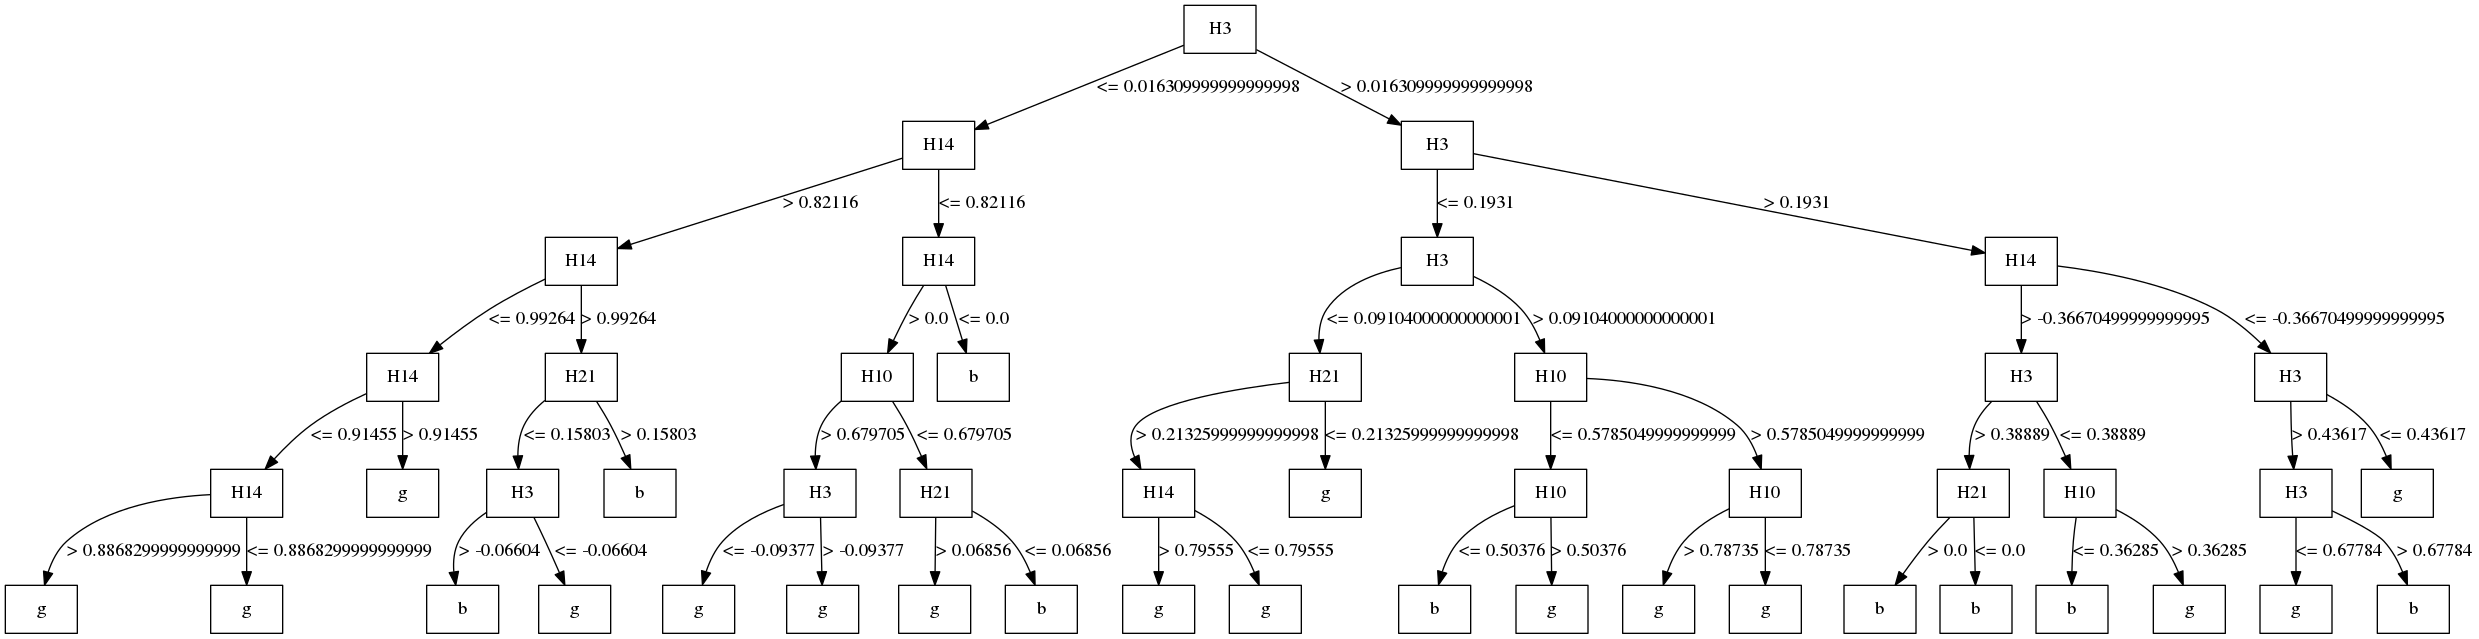 H3
<= 0.016309999999999998 > 0.016309999999999998
H14 H3
> 0.82116 <= 0.82116 <= 0.1931 > 0.1931
H14 H14 H3 H14
<= 0.99264 > 0.99264 > 0.0 <= 0.0 <= 0.09104000000000001 > 0.09104000000000001 > -0.36670499999999995 <= -0.36670499999999995
H14 H21 H10 b H21 H10 H3 H3
<= 0.91455 > 0.91455 <= 0.15803 > 0.15803 > 0.679705 <= 0.679705 > 0.21325999999999998 <= 0.21325999999999998 <= 0.5785049999999999 > 0.5785049999999999 > 0.38889 <= 0.38889 > 0.43617 <= 0.43617
H14 g H3 b H3 H21 H14 g H10 H10 H21 H10 H3 g
> 0.8868299999999999 <= 0.8868299999999999 > -0.06604 <= -0.06604 <= -0.09377 > -0.09377 > 0.06856 <= 0.06856 > 0.79555 <= 0.79555 <= 0.50376 > 0.50376 > 0.78735 <= 0.78735 > 0.0 <= 0.0 <= 0.36285 > 0.36285 <= 0.67784 > 0.67784
g g b g g g g b g g b g g g b b b g g b